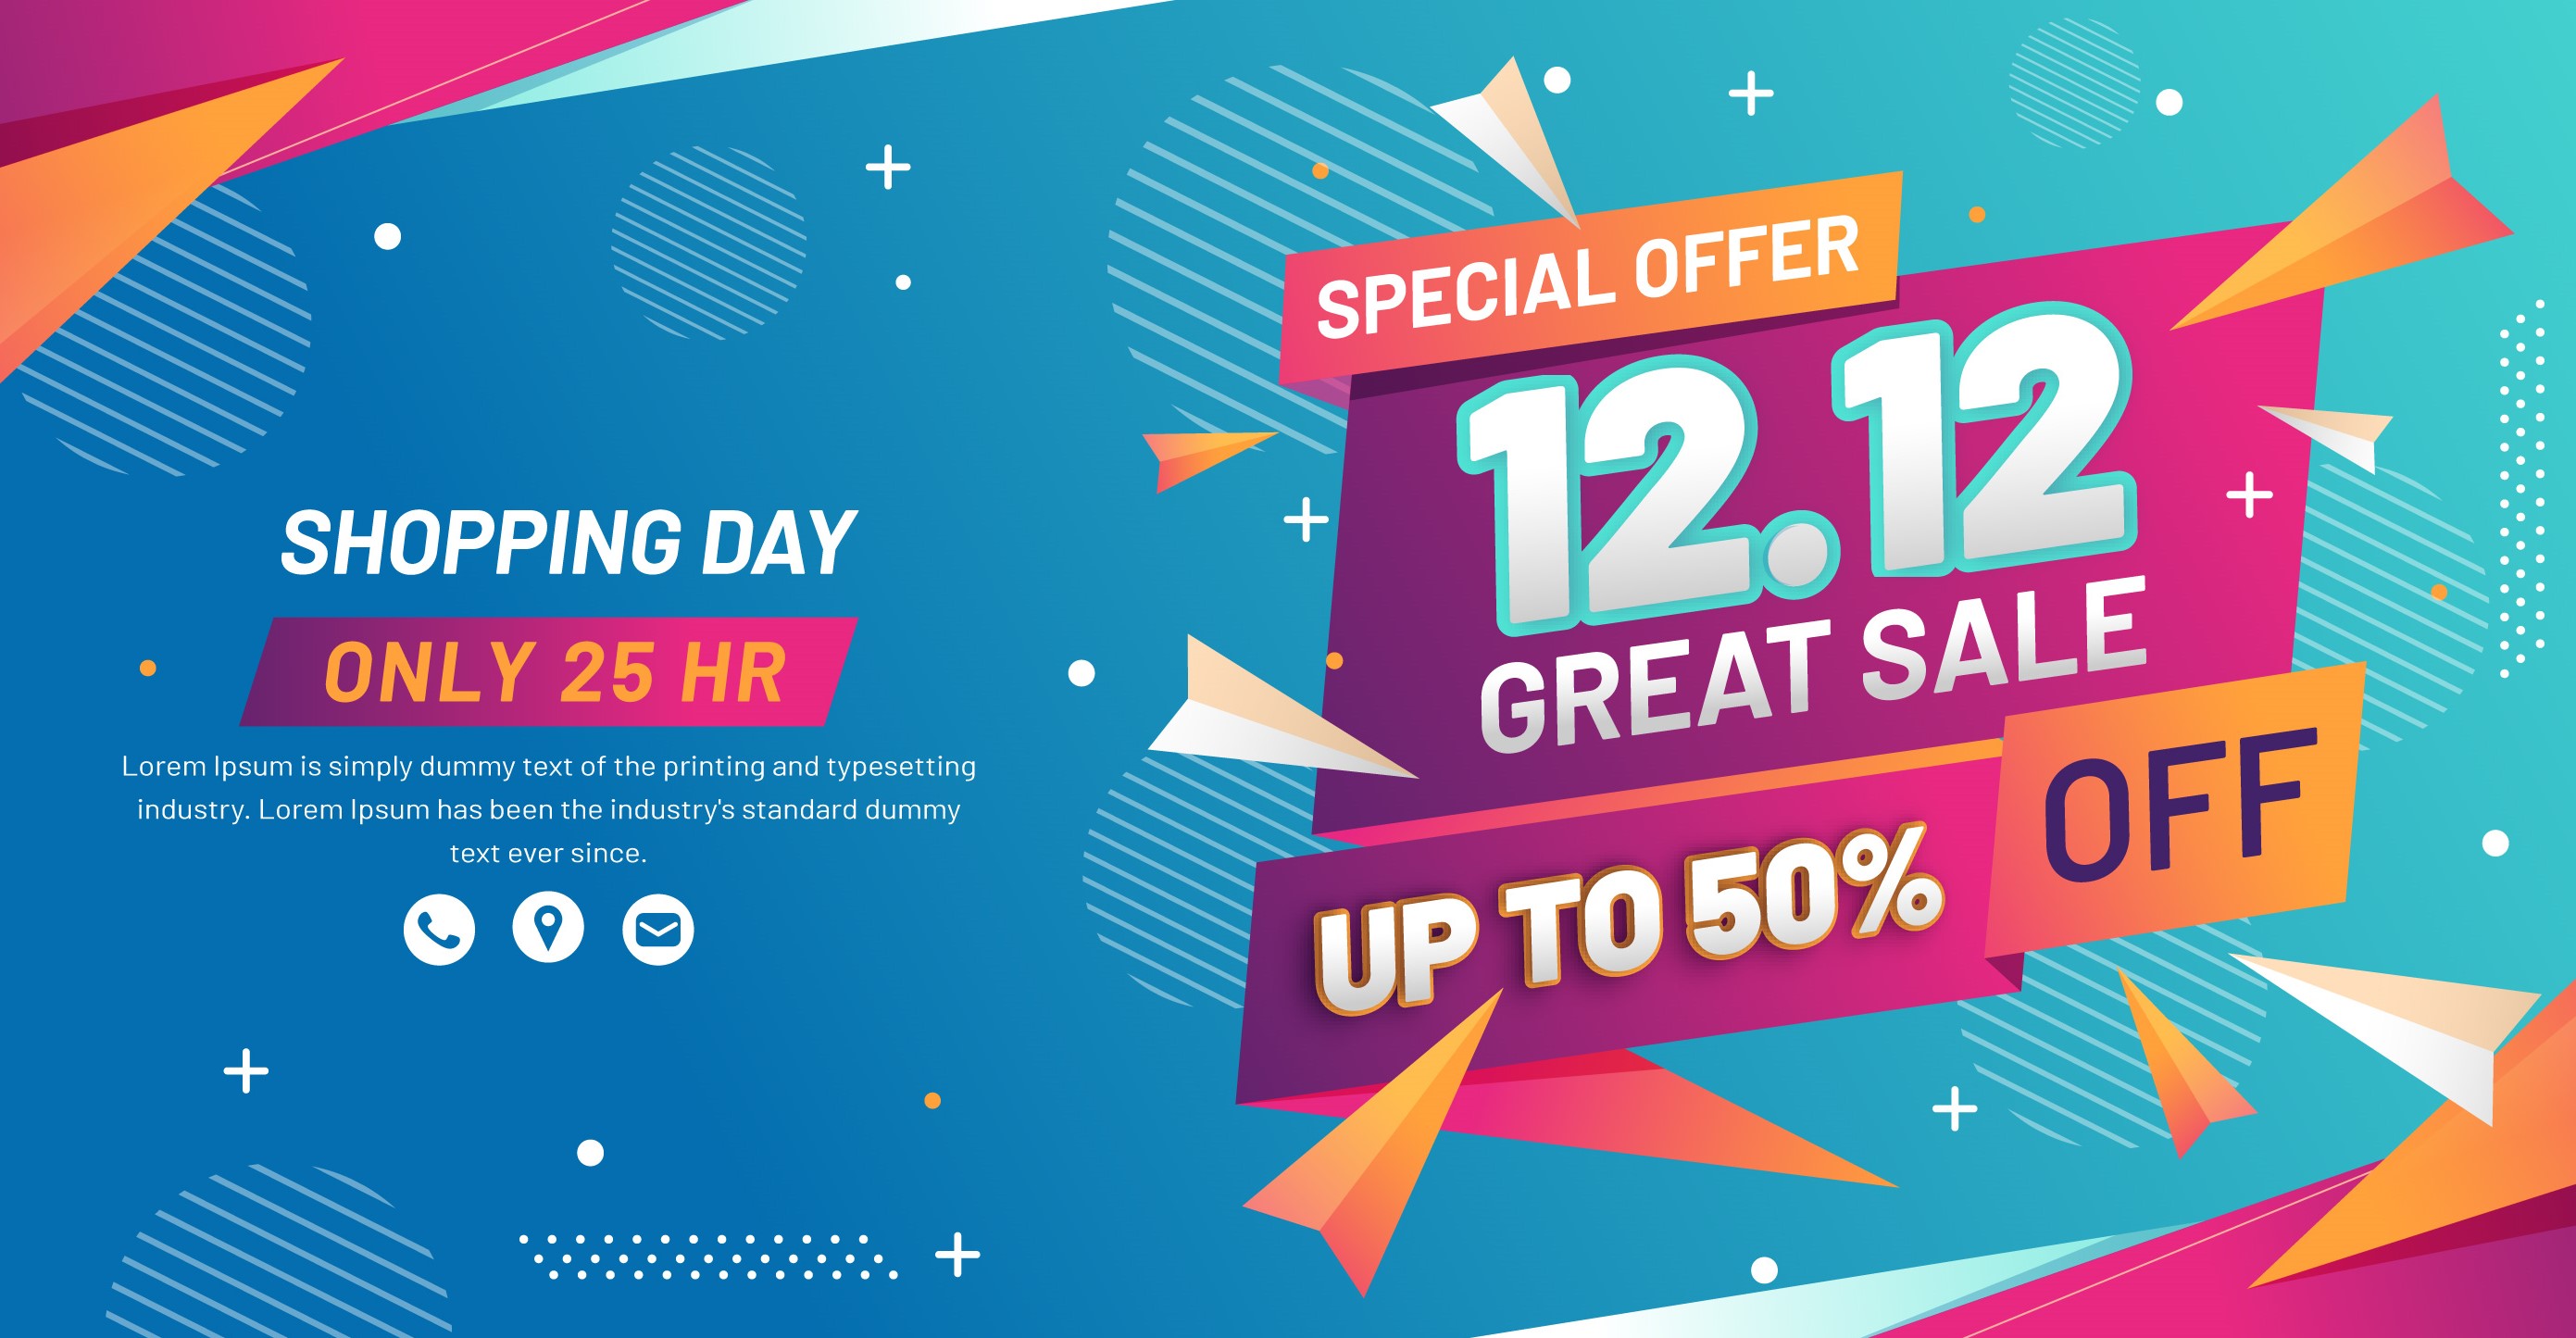 SHOPPING DAY
ONLY 25 HR
Lorem Ipsum is simply dummy text of the printing and typesetting
industry. Lorem Ipsum has been the industry's standard dummy
text ever since.
SPECIAL OFFER
12.12
GREAT SALE
UP TO 50%
OFF